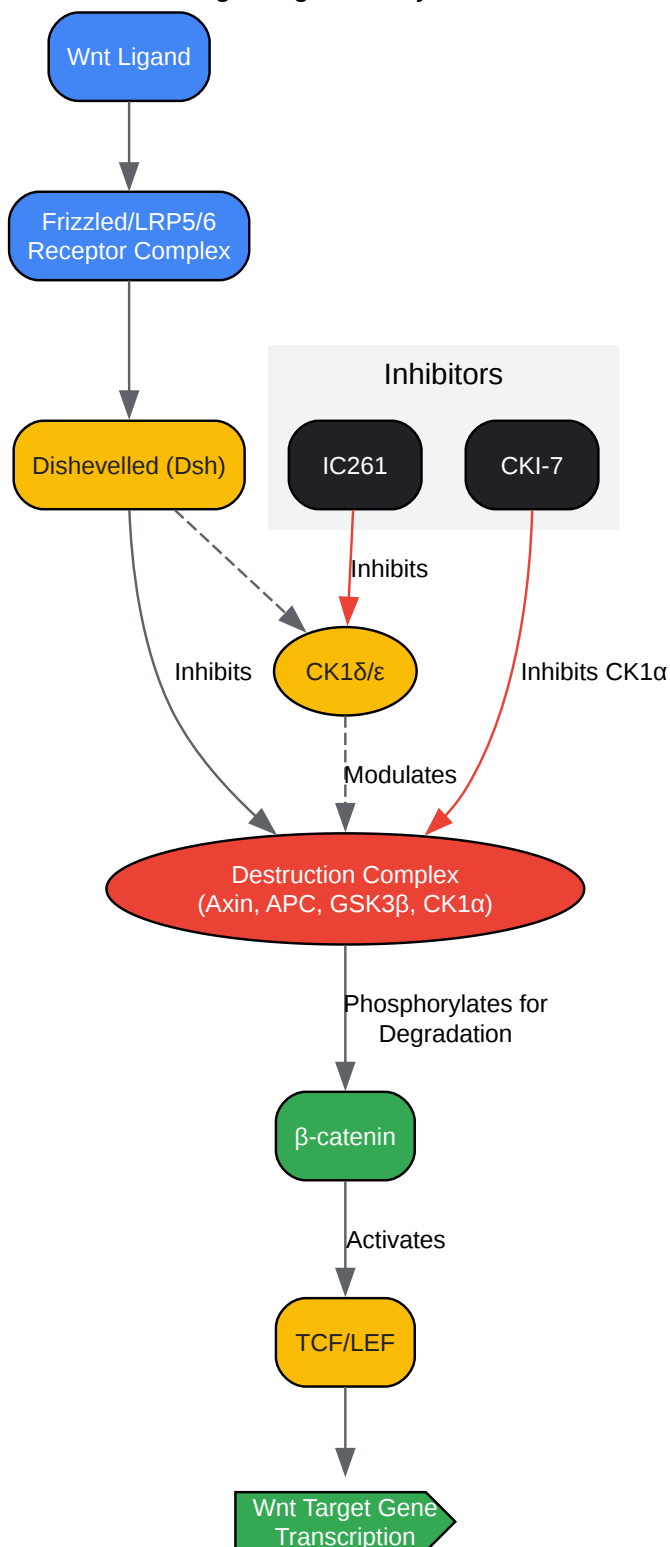 Wnt Ligand
Frizzled/LRP5/6
Receptor Complex
Inhibitors
Dishevelled (Dsh)
IC261
CKI-7
Inhibits
Inhibits
CK1δ/ε
Inhibits CK1α
Modulates
Destruction Complex
(Axin, APC, GSK3β, CK1α)
Phosphorylates for
Degradation
β-catenin
Activates
TCF/LEF
Wnt Target Gene
Transcription